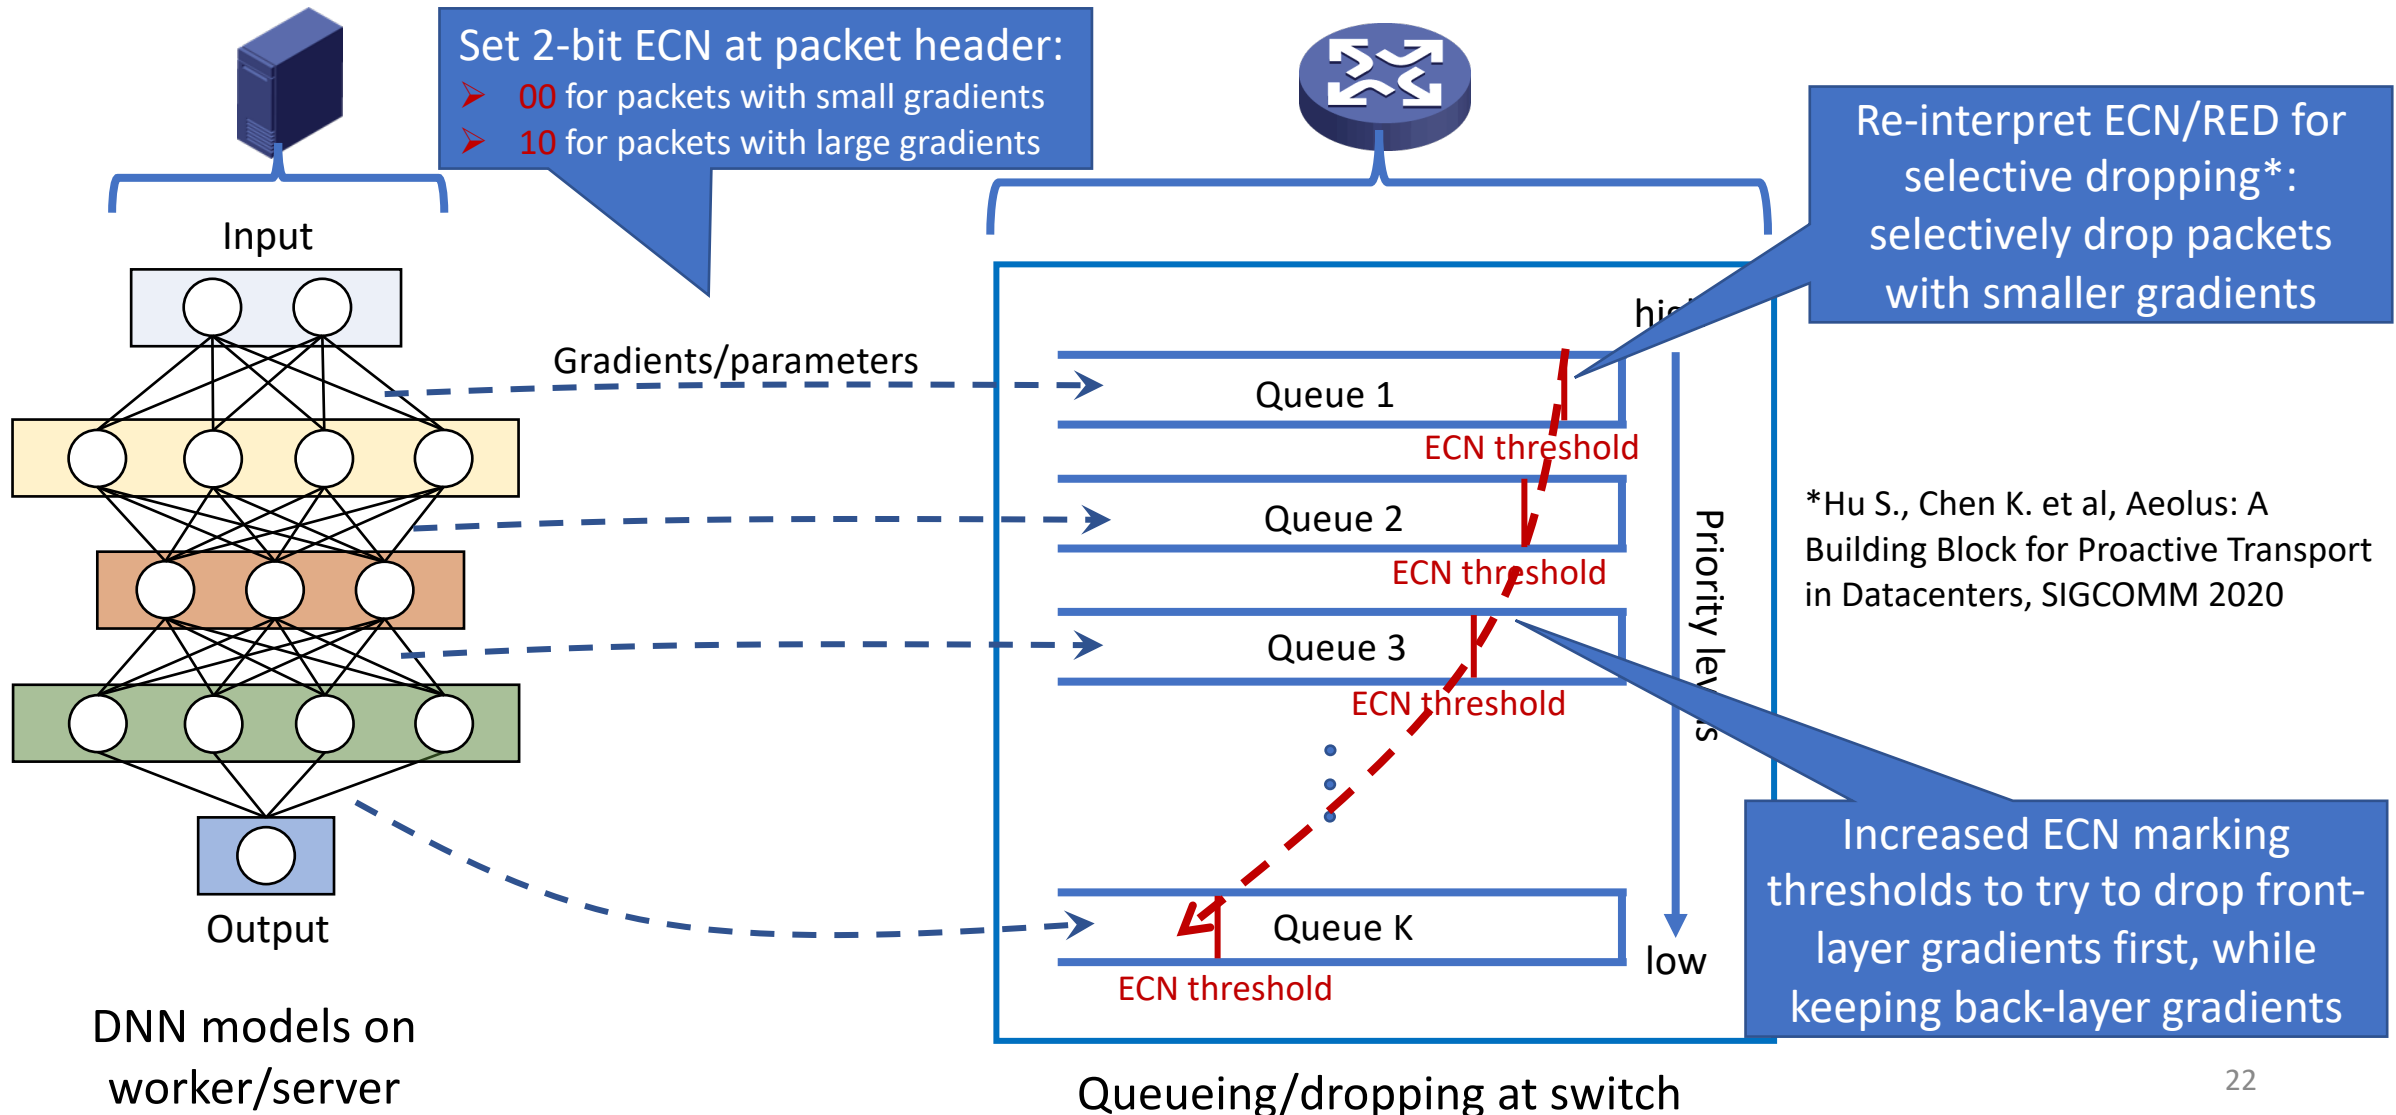 Set 2-bit ECN at packet header:
➢ 00 for packets with small gradients
➢ 10 for packets with large gradients
Re-interpret ECN/RED for
selective dropping*:
selectively drop packets
with smaller gradients
Input
Gradients/parameters
Queue 1
ECN threshold
Queue 2
ECN threshold
Queue 3
ECN threshold
Queue K
ECN threshold
Priority
low
*Hu S., Chen K. et al, Aeolus: A
Building Block for Proactive Transport
in Datacenters, SIGCOMM 2020
Increased ECN marking
thresholds to try to drop front-
layer gradients first, while
keeping back-layer gradients
Output
DNN models on
worker/server
Queueing/dropping at switch
22